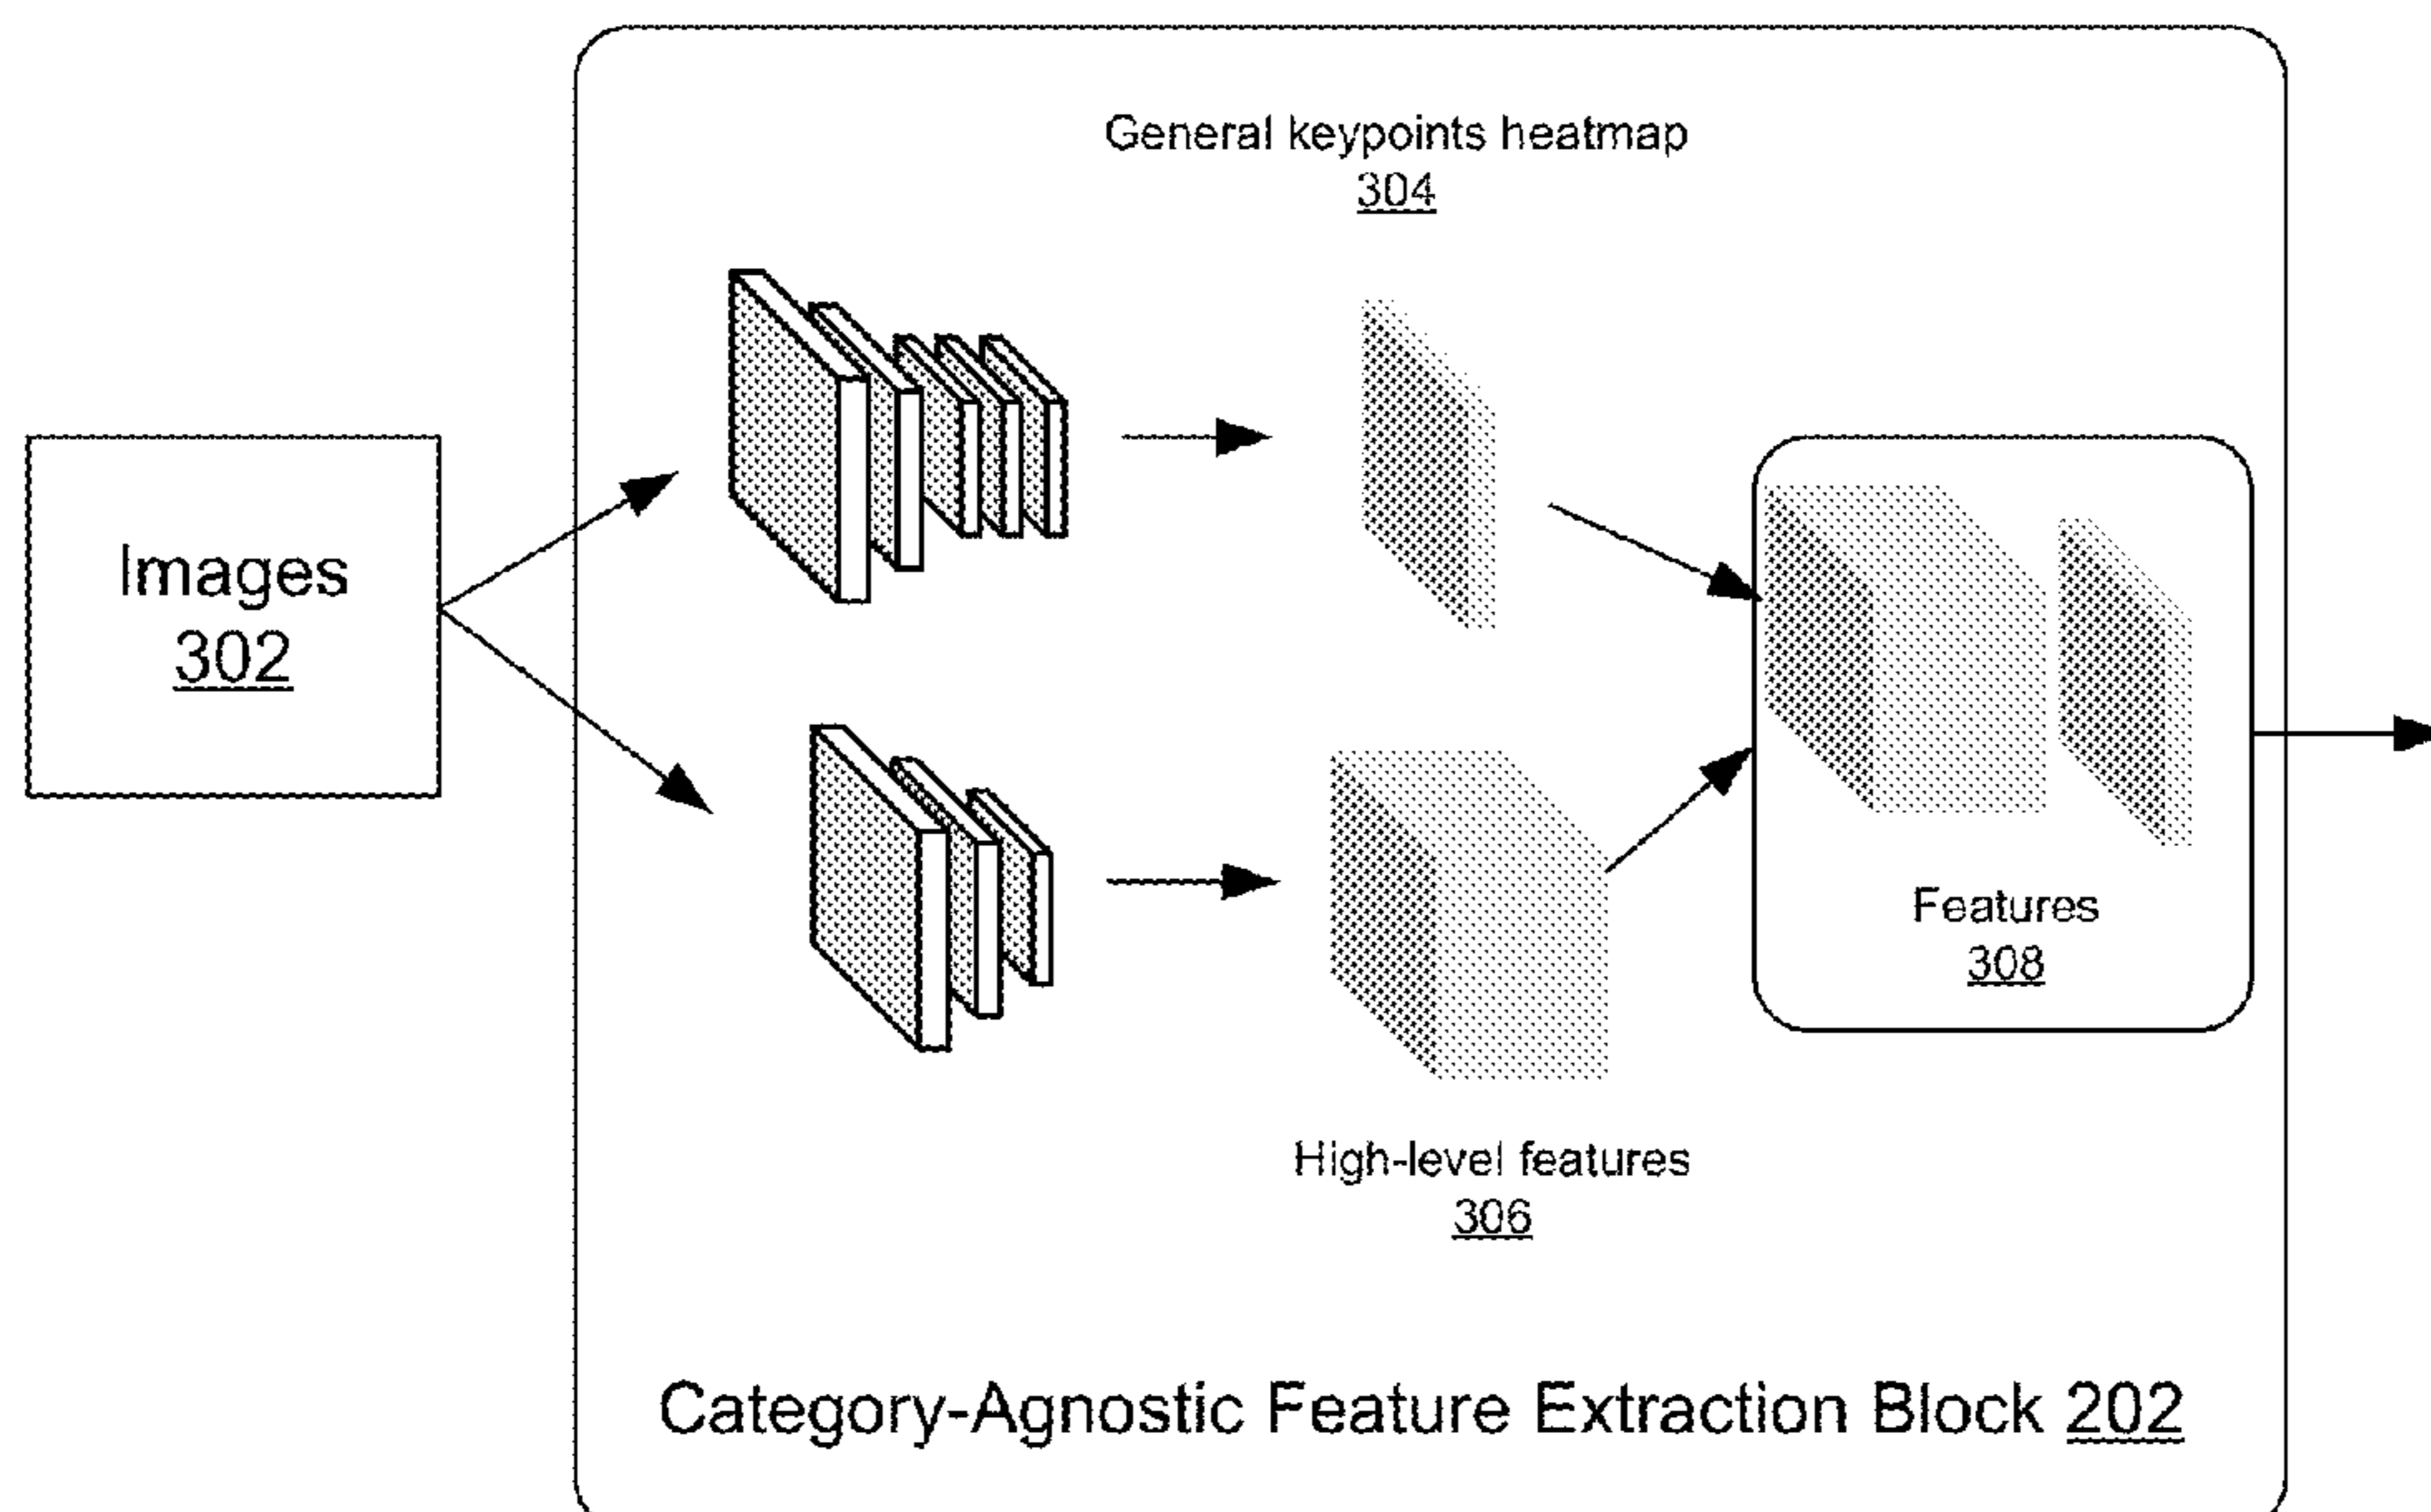 General keypoints heatmap
304
Images
302
Features
308
High-level features
306
Category-Agnostic Feature Extraction Block 202